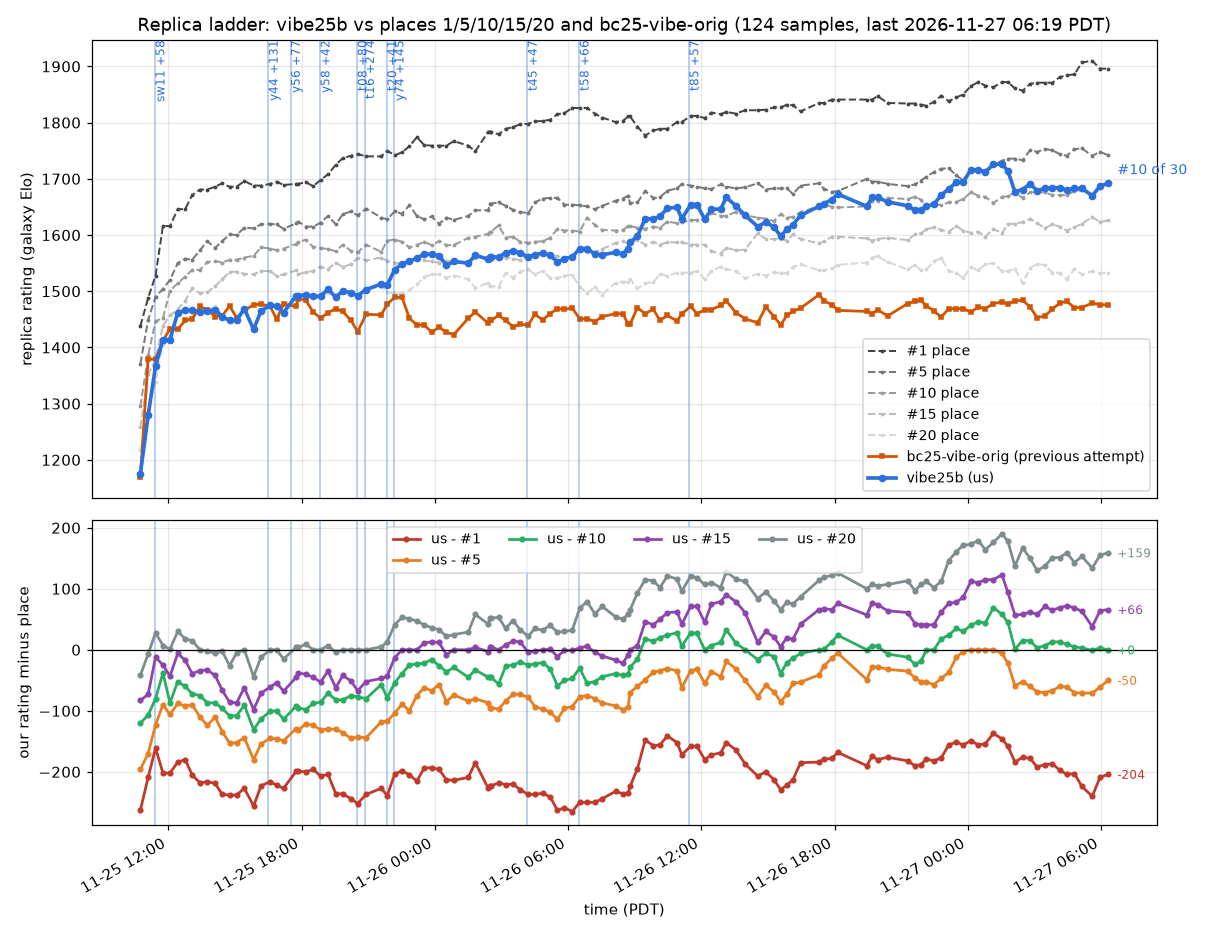 Replica ladder: vibe25b vs places 1/5/10/15/20 and bc25-vibe-orig (124 samples, last 2026-11-27 06:19 PDT)
replica rating (galaxy Elo)
1900
1800
1700
1600
1500
1400
1300
1200
sw11 +58
y44 +131
y56 +77
y58 +42
t08 +80
t16 +274
t20 +41
y74 +145
t45 +47
t58 +66
t85 +57
#10 of 30
#1 place
#5 place
#10 place
#15 place
#20 place
bc25-vibe-orig (previous attempt)
vibe25b (us)
our rating minus place
200
100
0
−100
−200
us - #1
us - #5
us - #10
us - #15
us - #20
+159
+66
+0
-50
-204
11-25 12:00
11-25 18:00
11-26 00:00
11-26 06:00
11-26 12:00
11-26 18:00
11-27 00:00
11-27 06:00
time (PDT)